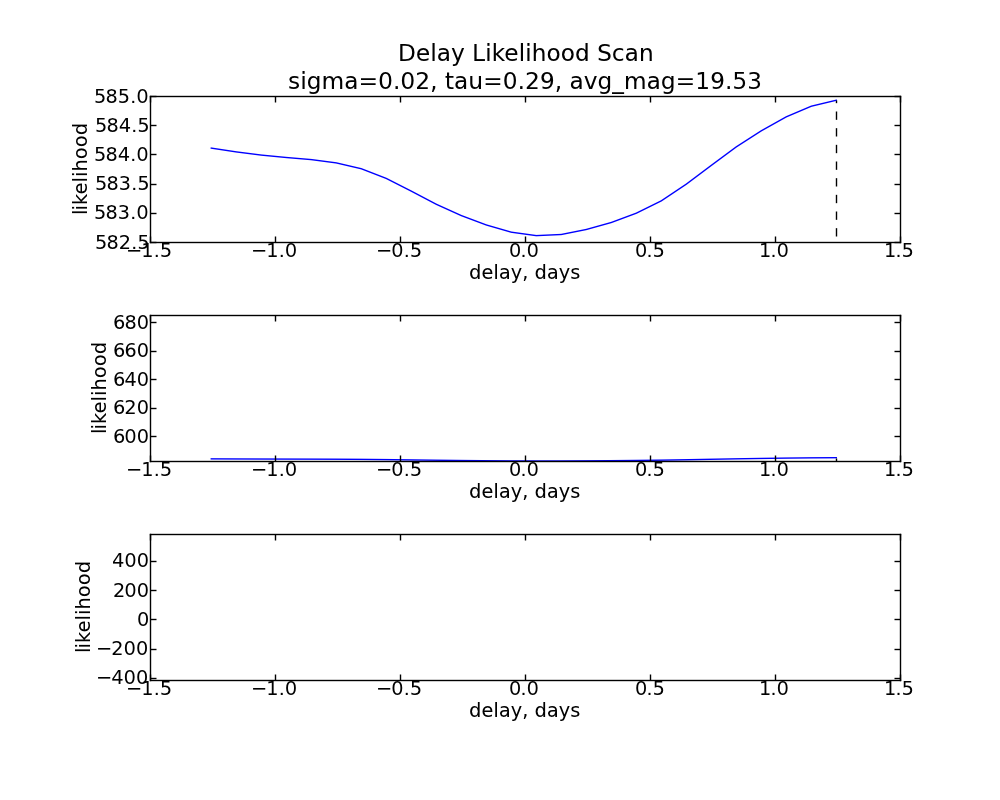 Delay Likelihood Scan
sigma=0.02, tau=0.29, avg_mag=19.53
585.0
584.5
584.0
583.5
583.0
582.5
likelihood
−1.5 −1.0 −0.5 0.0 0.5 1.0 1.5
delay, days
680
660
640
620
600
likelihood
−1.5 −1.0 −0.5 0.0 0.5 1.0 1.5
delay, days
400
200
0
−200
−400
likelihood
−1.5 −1.0 −0.5 0.0 0.5 1.0 1.5
delay, days